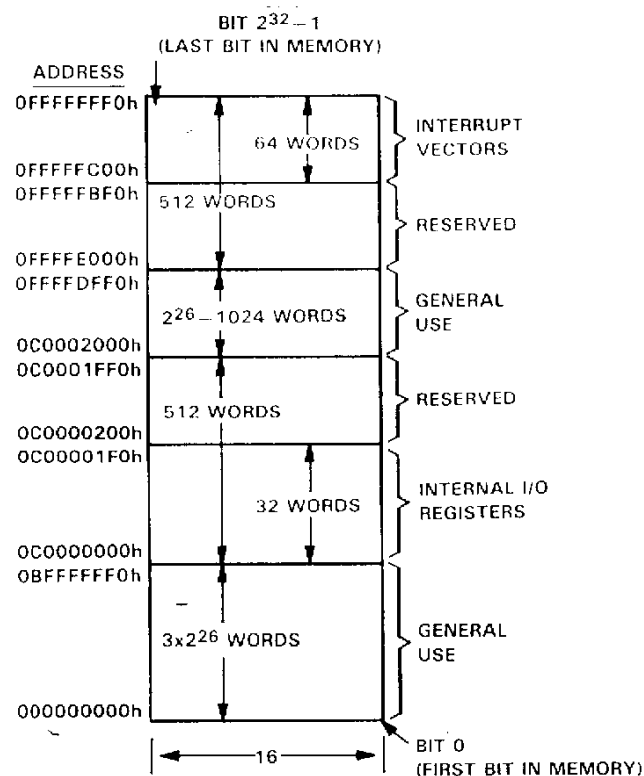 BIT 2³²−1
(LAST BIT IN MEMORY)
ADDRESS
0FFFFFFF0h
64 WORDS
INTERRUPT
VECTORS
0FFFFFC00h
0FFFFFBF0h
512 WORDS
RESERVED
0FFFFE000h
0FFFFDFF0h
2²⁶−1024 WORDS
GENERAL
USE
0C0002000h
0C0001FF0h
512 WORDS
RESERVED
0C0000200h
0C00001F0h
32 WORDS
INTERNAL I/O
REGISTERS
0C0000000h
0BFFFFFF0h
3x2²⁶ WORDS
GENERAL
USE
000000000h
16
BIT 0
(FIRST BIT IN MEMORY)